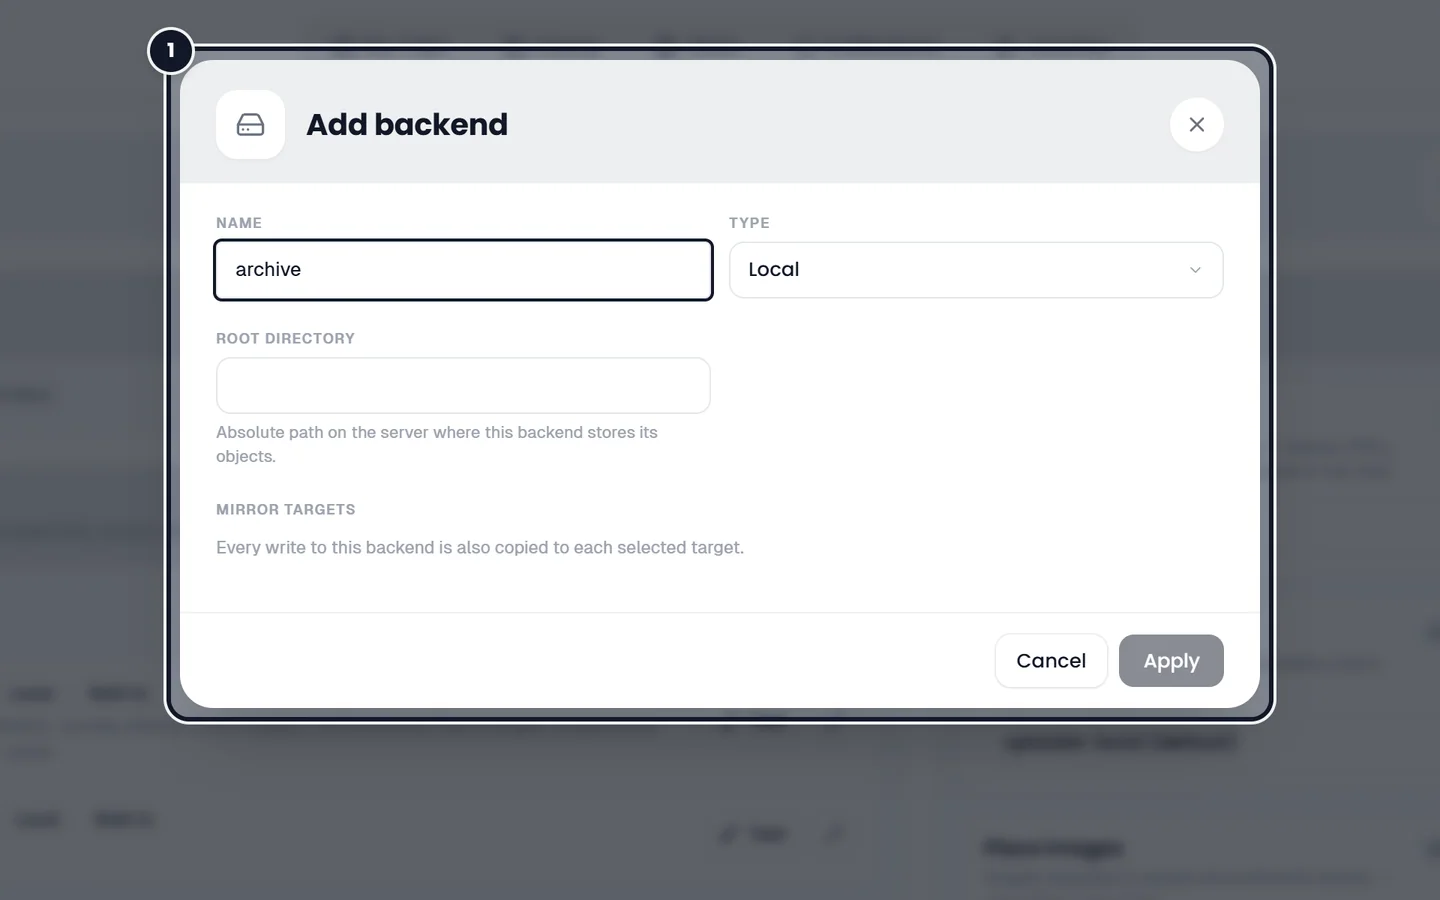 1
Add backend
NAME
TYPE
archive
Local
ROOT DIRECTORY
Absolute path on the server where this backend stores its
objects.
MIRROR TARGETS
Every write to this backend is also copied to each selected target.
Cancel
Apply